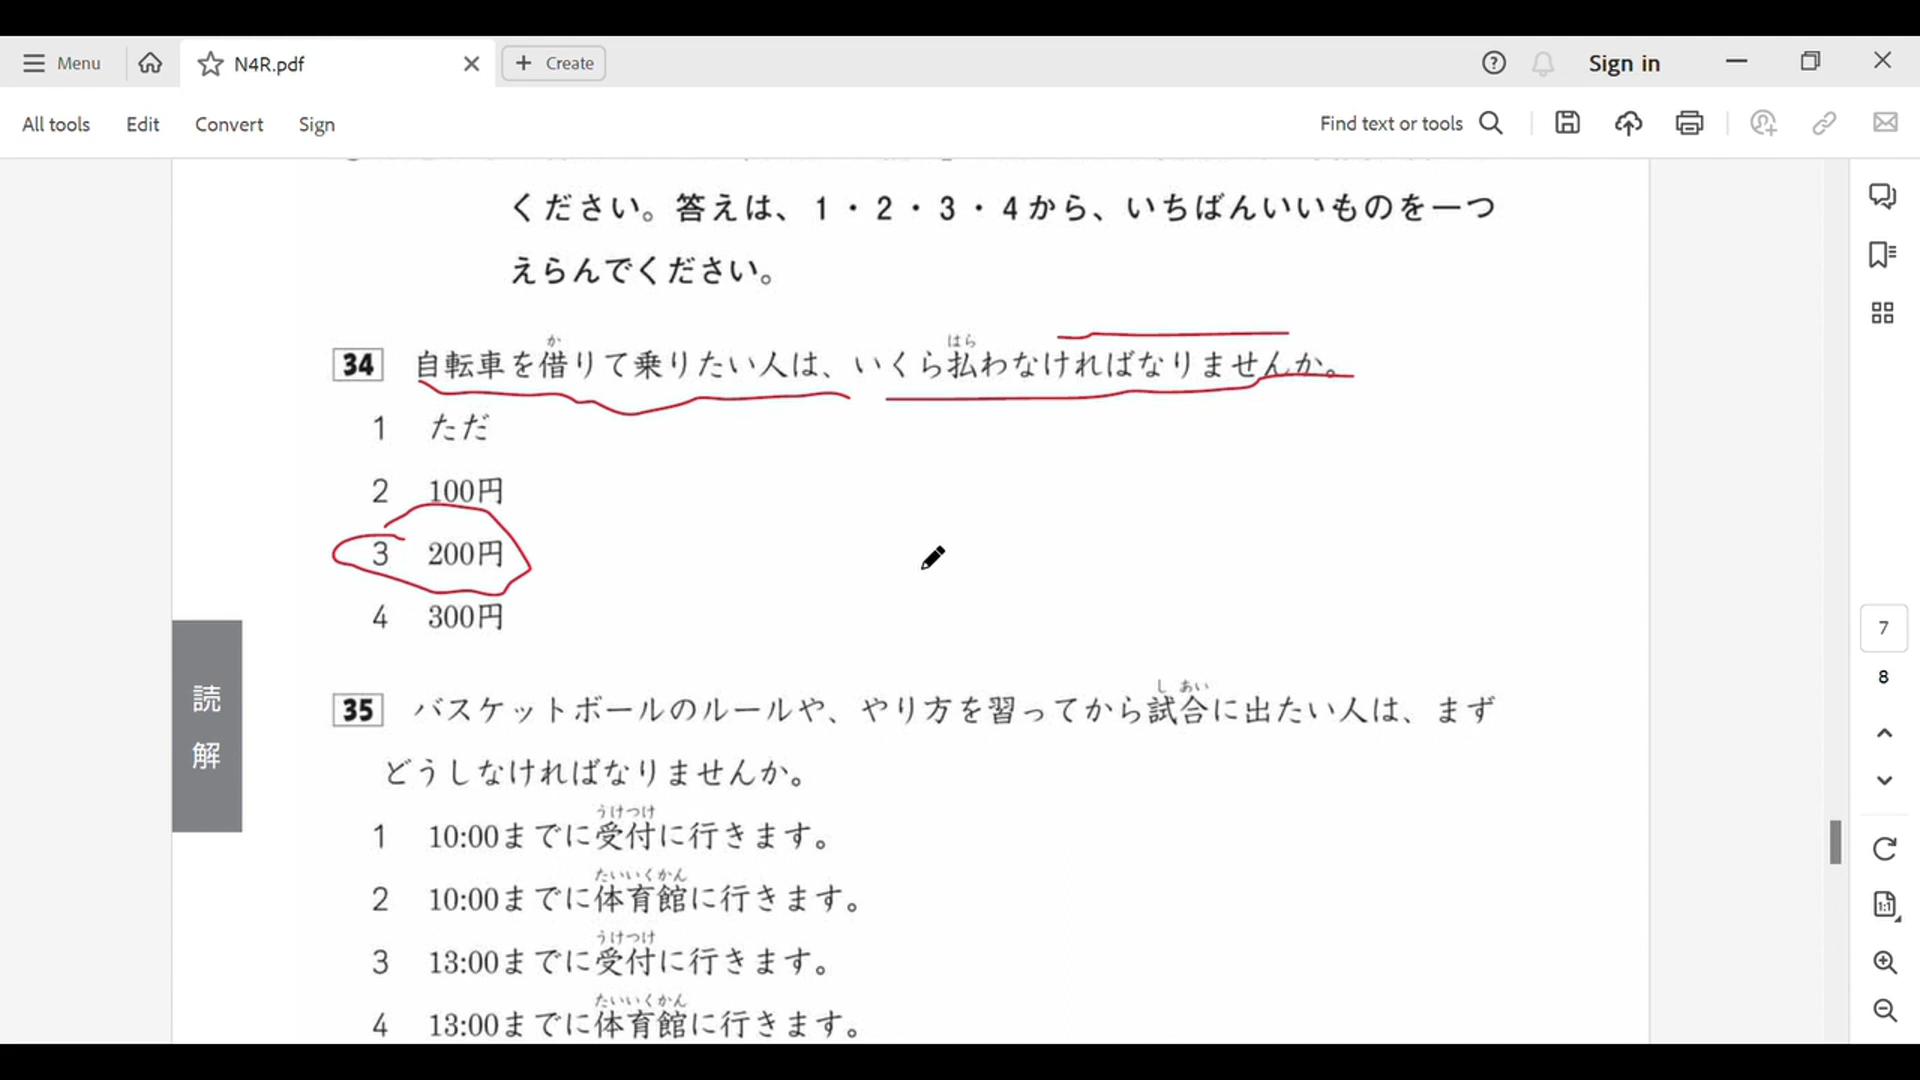 Menu
N4R.pdf
Create
Sign in
All tools
Edit
Convert
Sign
Find text or tools
ください。答えは、1・2・3・4から、いちばんいいものを一つ
えらんでください。
か
はら
34 自転車を借りて乗りたい人は、いくら払わなければなりませんか。
1 ただ
2 100円
3 200円
4 300円
読解
し あい
35 バスケットボールのルールや、やり方を習ってから試合に出たい人は、まず
どうしなければなりませんか。
うけつけ
1 10:00までに受付に行きます。
たいいくかん
2 10:00までに体育館に行きます。
うけつけ
3 13:00までに受付に行きます。
たいいくかん
4 13:00までに体育館に行きます。
7
8
1:1